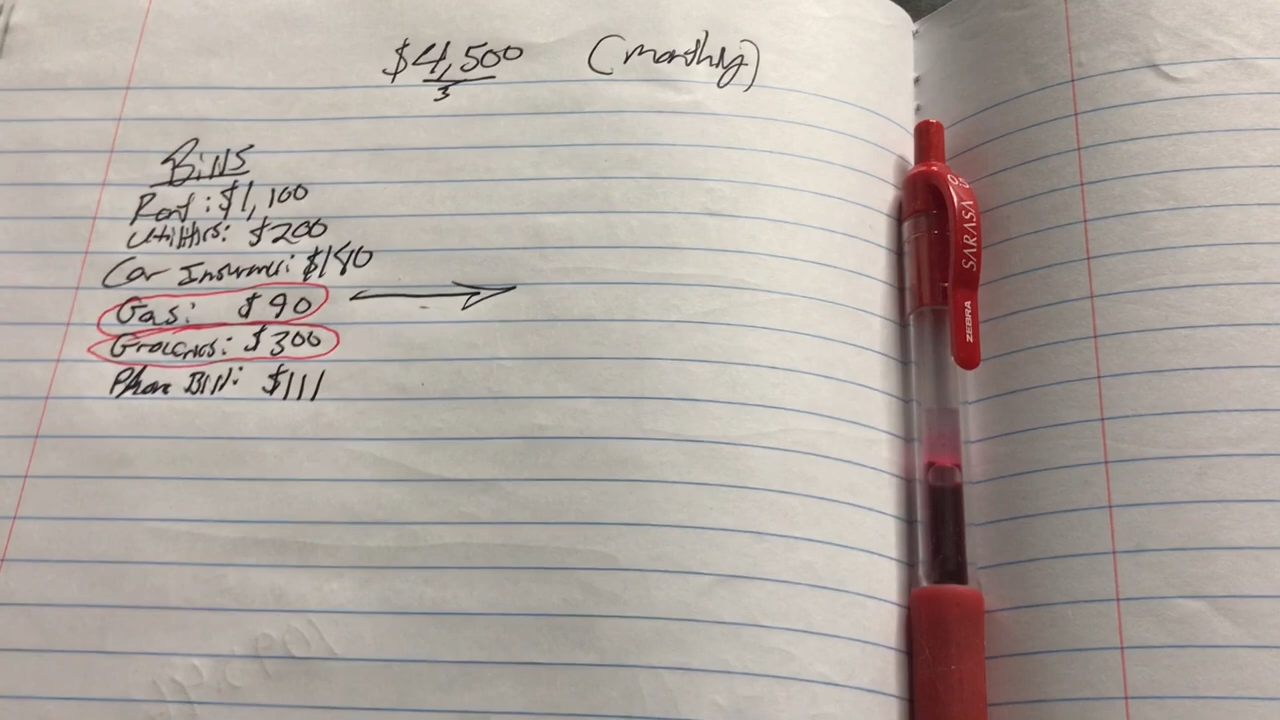 $4,500 (monthly)
3
Bills
Rent: $1,100
Utilities: $200
Car Insurance: $180
Gas: $90
Groceries: $300
Phone Bill: $111
SARASA
ZEBRA